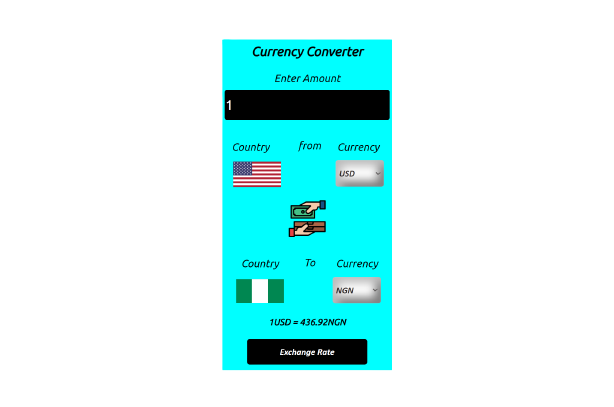 Currency Converter
Enter Amount
1
Country from Currency
USD
Country To Currency
NGN
1USD = 436.92NGN
Exchange Rate